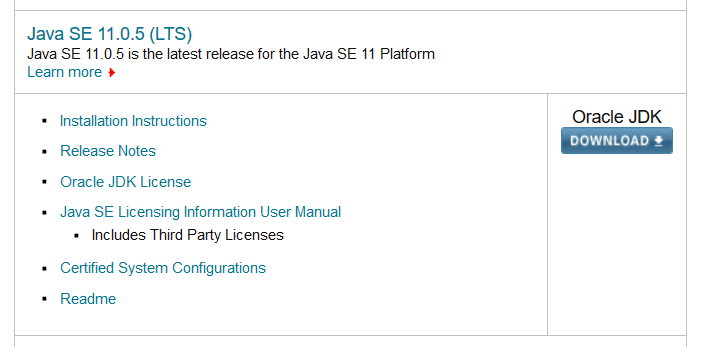 Java SE 11.0.5 (LTS)
Java SE 11.0.5 is the latest release for the Java SE 11 Platform
Learn more
Installation Instructions
Release Notes
Oracle JDK License
Java SE Licensing Information User Manual
Includes Third Party Licenses
Certified System Configurations
Readme
Oracle JDK
DOWNLOAD